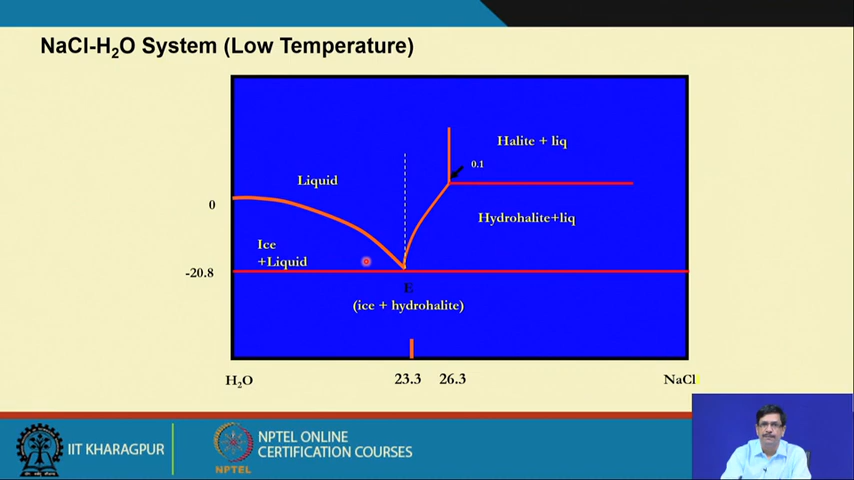 NaCl-H₂O System (Low Temperature)
Halite + liq
0.1
Liquid
0
Hydrohalite+liq
Ice
+Liquid
-20.8
E
(ice + hydrohalite)
H₂O
23.3
26.3
NaCl
IIT KHARAGPUR
NPTEL
NPTEL ONLINE
CERTIFICATION COURSES